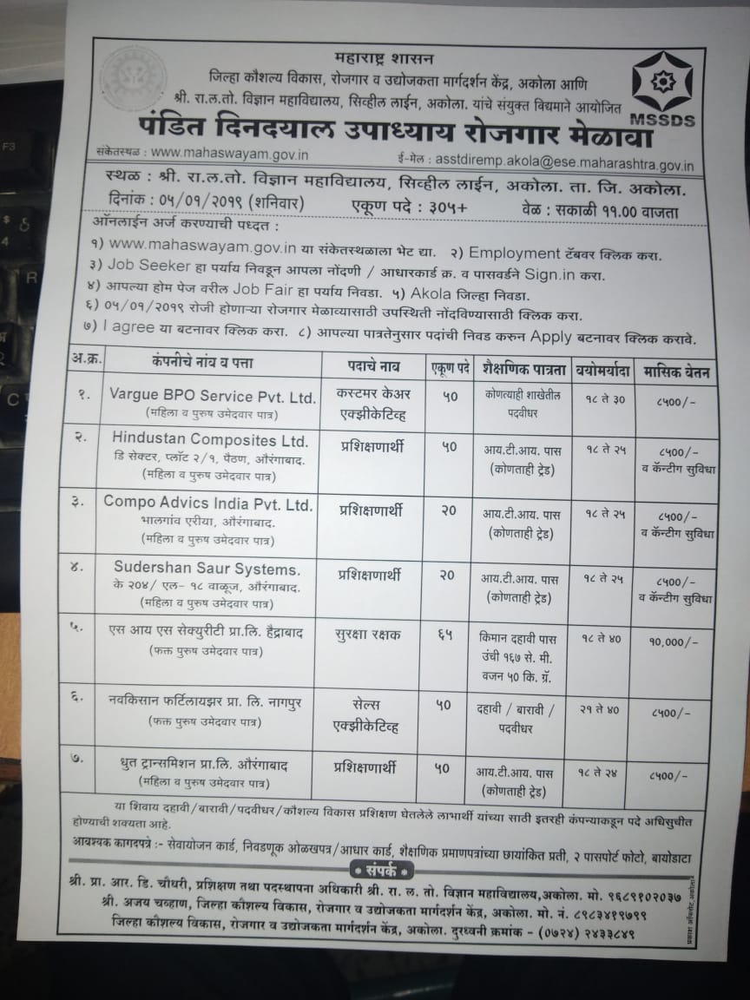 महाराष्ट्र शासन
जिल्हा कौशल्य विकास, रोजगार व उद्योजकता मार्गदर्शन केंद्र, अकोला आणि
श्री. रा.ल.तो. विज्ञान महाविद्यालय, सिव्हील लाईन, अकोला. यांचे संयुक्त विद्यमाने आयोजित
MSSDS
पंडित दिनदयाल उपाध्याय रोजगार मेळावा
संकेतस्थळ : www.mahaswayam.gov.in ई-मेल : asstdiremp.akola@ese.maharashtra.gov.in
स्थळ : श्री. रा.ल.तो. विज्ञान महाविद्यालय, सिव्हील लाईन, अकोला. ता. जि. अकोला.
दिनांक : ०५/०१/२०१९ (शनिवार) एकूण पदे : ३०५+ वेळ : सकाळी ११.०० वाजता
ऑनलाईन अर्ज करण्याची पध्दत :
१) www.mahaswayam.gov.in या संकेतस्थळाला भेट द्या. २) Employment टॅबवर क्लिक करा.
३) Job Seeker हा पर्याय निवडून आपला नोंदणी / आधारकार्ड क्र. व पासवर्डने Sign.in करा.
४) आपल्या होम पेज वरील Job Fair हा पर्याय निवडा. ५) Akola जिल्हा निवडा.
६) ०५/०१/२०१९ रोजी होणाऱ्या रोजगार मेळाव्यासाठी उपस्थिती नोंदविण्यासाठी क्लिक करा.
७) I agree या बटनावर क्लिक करा. ८) आपल्या पात्रतेनुसार पदांची निवड करुन Apply बटनावर क्लिक करावे.
अ.क्र. कंपनीचे नांव व पत्ता पदाचे नाव एकूण पदे शैक्षणिक पात्रता वयोमर्यादा मासिक वेतन
१. Vargue BPO Service Pvt. Ltd. कस्टमर केअर ५० कोणत्याही शाखेतील १८ ते ३० ८५००/-
(महिला व पुरुष उमेदवार पात्र) एक्झीकेटिव्ह पदवीधर
२. Hindustan Composites Ltd. प्रशिक्षणार्थी ५० आय.टी.आय. पास १८ ते २५ ८५००/-
डि सेक्टर, प्लॉट २/१, पैठण, औरंगाबाद. (कोणताही ट्रेड) व कॅन्टीग सुविधा
(महिला व पुरुष उमेदवार पात्र)
३. Compo Advics India Pvt. Ltd. प्रशिक्षणार्थी २० आय.टी.आय. पास १८ ते २५ ८५००/-
भालगांव एरीया, औरंगाबाद. (कोणताही ट्रेड) व कॅन्टीग सुविधा
(महिला व पुरुष उमेदवार पात्र)
४. Sudershan Saur Systems. प्रशिक्षणार्थी २० आय.टी.आय. पास १८ ते २५ ८५००/-
के २०४/ एल- १८ वाळूज, औरंगाबाद. (कोणताही ट्रेड) व कॅन्टीग सुविधा
(महिला व पुरुष उमेदवार पात्र)
५. एस आय एस सेक्युरीटी प्रा.लि. हैद्राबाद सुरक्षा रक्षक ६५ किमान दहावी पास १८ ते ४० १०,०००/-
(फक्त पुरुष उमेदवार पात्र) उंची १६७ से. मी.
वजन ५० कि. ग्रॅ.
६. नवकिसान फर्टिलायझर प्रा. लि. नागपुर सेल्स ५० दहावी / बारावी / २१ ते ४० ८५००/-
(फक्त पुरुष उमेदवार पात्र) एक्झीकेटिव्ह पदवीधर
७. धुत ट्रान्समिशन प्रा.लि. औरंगाबाद प्रशिक्षणार्थी ५० आय.टी.आय. पास १८ ते २४ ८५००/-
(महिला व पुरुष उमेदवार पात्र) (कोणताही ट्रेड)
या शिवाय दहावी/बारावी/पदवीधर/कौशल्य विकास प्रशिक्षण घेतलेले लाभार्थी यांच्या साठी इतरही कंपन्याकडून पदे अधिसुचीत
होण्याची शक्यता आहे.
आवश्यक कागदपत्रे :- सेवायोजन कार्ड, निवडणूक ओळखपत्र/आधार कार्ड, शैक्षणिक प्रमाणपत्रांच्या छायांकित प्रती, २ पासपोर्ट फोटो, बायोडाटा
संपर्क
श्री. प्रा. आर. डि. चौधरी, प्रशिक्षण तथा पदस्थापना अधिकारी श्री. रा. ल. तो. विज्ञान महाविद्यालय,अकोला. मो. ९६८९१०२०३७
श्री. अजय चव्हाण, जिल्हा कौशल्य विकास, रोजगार व उद्योजकता मार्गदर्शन केंद्र, अकोला. मो. नं. ८९८३४१९७९९
जिल्हा कौशल्य विकास, रोजगार व उद्योजकता मार्गदर्शन केंद्र, अकोला. दुरध्वनी क्रमांक - (०७२४) २४३३८४९
प्रकाश ऑफसेट, अकोला